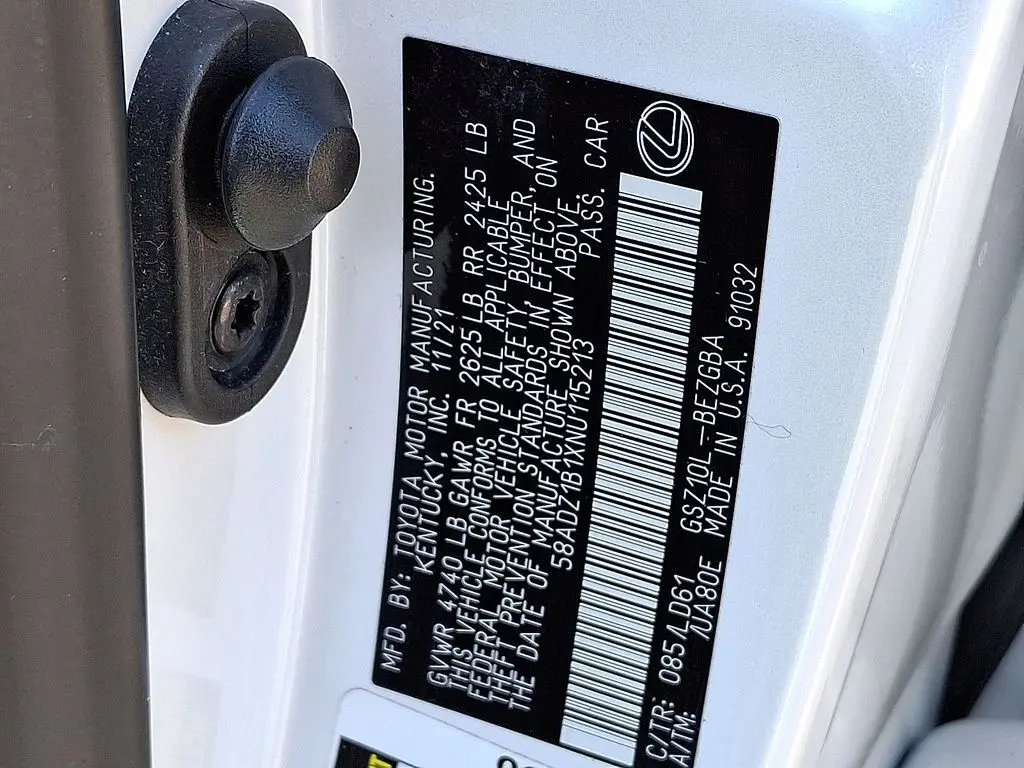 MFD. BY: TOYOTA MOTOR MANUFACTURING.
KENTUCKY, INC. 11/21
GVWR 4740 LB GAWR FR 2625 LB RR 2425 LB
THIS VEHICLE CONFORMS TO ALL APPLICABLE
FEDERAL MOTOR VEHICLE SAFETY, BUMPER, AND
THEFT PREVENTION STANDARDS IN EFFECT ON
THE DATE OF MANUFACTURE SHOWN ABOVE.
58ADZ1B1XNU115213 PASS. CAR
C/TR: 085/LD61 GSZ10L-BEZGBA
A/TM: /UA80E MADE IN U.S.A. 91032